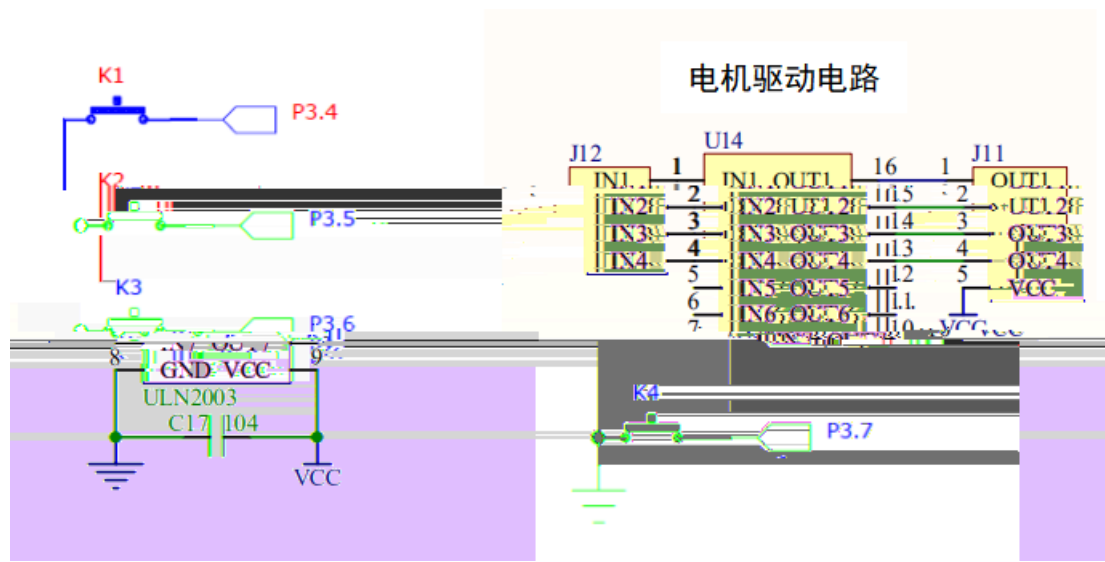 电机驱动电路
K1
P3.4
K2
P3.5
K3
P3.6
J12
IN1
IN2
IN3
IN4
1
2
3
4
5
6
7
U14
IN1 OUT1
IN2
IN3 OUT3
IN4 OUT4
IN5 OUT5
IN6 OUT6
16
15
14
13
12
11
10
1
2
3
4
5
J11
OUT1
OUT3
OUT4
VCC
VCC
8
9
GND VCC
ULN2003
C17 104
VCC
K4
P3.7